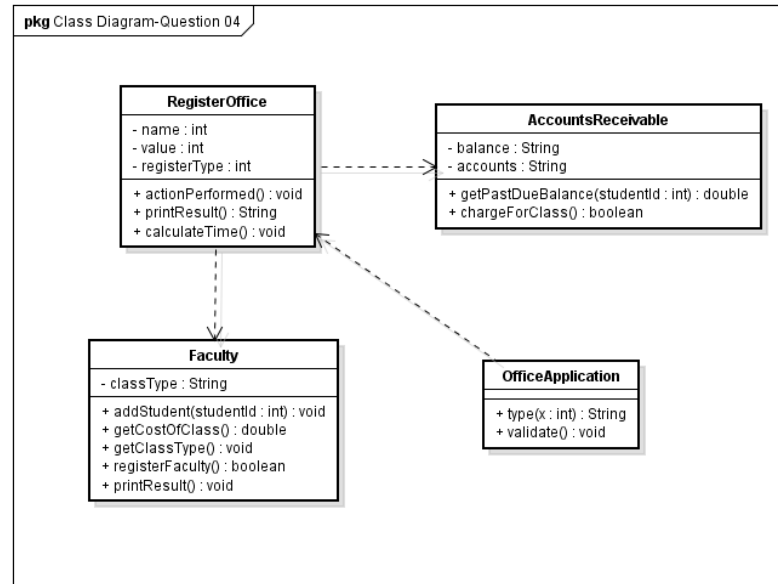 pkg Class Diagram-Question 04
RegisterOffice
- name : int
- value : int
- registerType : int
+ actionPerformed() : void
+ printResult() : String
+ calculateTime() : void
AccountsReceivable
- balance : String
- accounts : String
+ getPastDueBalance(studentId : int) : double
+ chargeForClass() : boolean
Faculty
- classType : String
+ addStudent(studentId : int) : void
+ getCostOfClass() : double
+ getClassType() : void
+ registerFaculty() : boolean
+ printResult() : void
OfficeApplication
+ type(x : int) : String
+ validate() : void